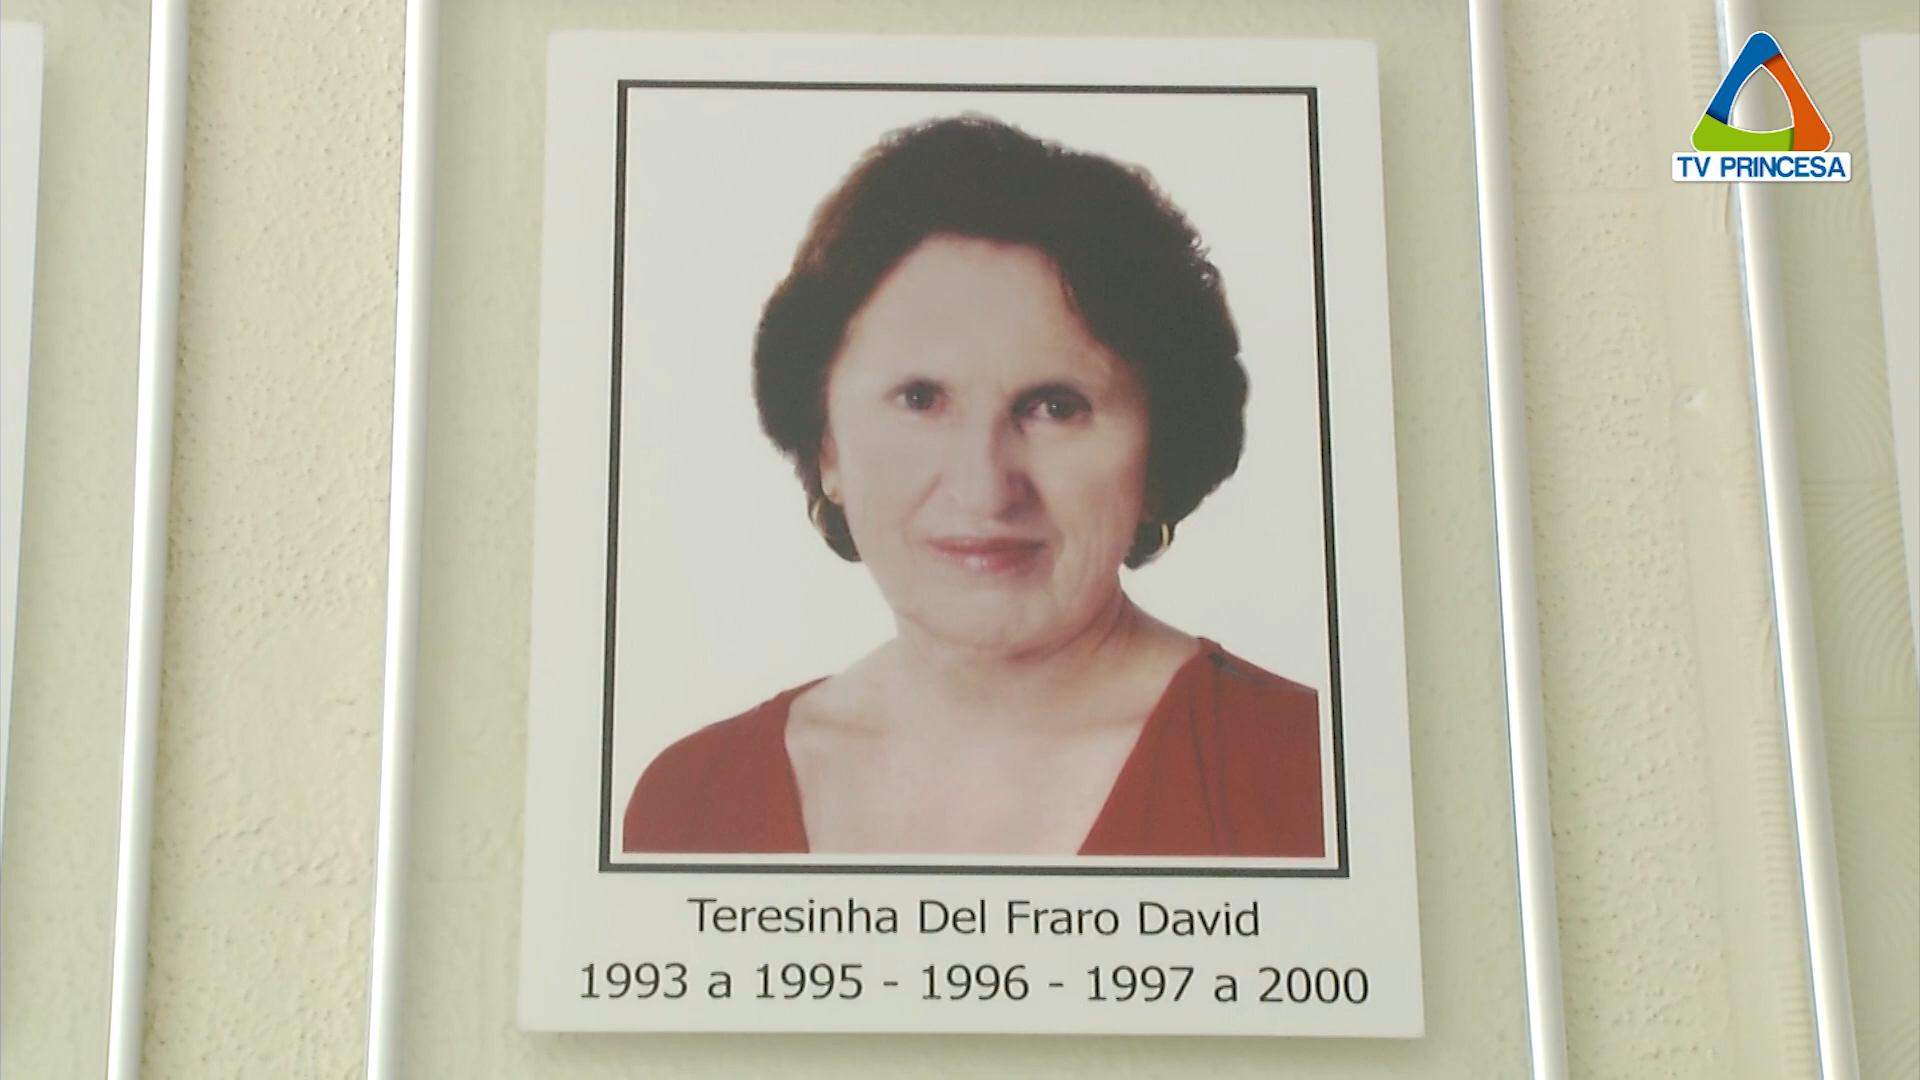 TV PRINCESA
Teresinha Del Fraro David
1993 a 1995 - 1996 - 1997 a 2000